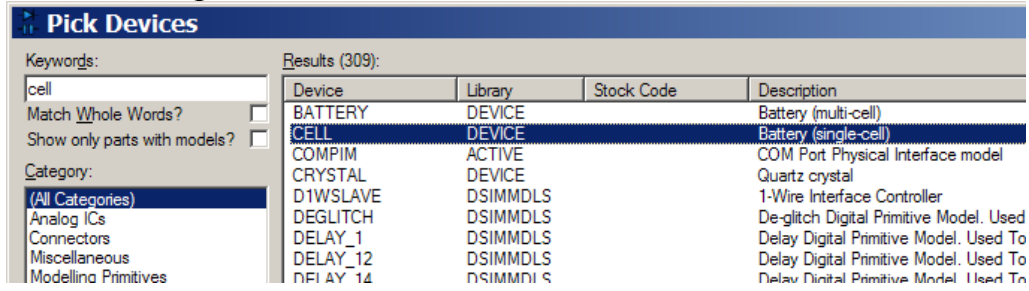 Pick Devices
Keywords:
cell
Match Whole Words?
Show only parts with models?
Category:
(All Categories)
Analog ICs
Connectors
Miscellaneous
Modelling Primitives
Results (309):
Device Library Stock Code Description
BATTERY DEVICE Battery (multi-cell)
CELL DEVICE Battery (single-cell)
COMPIM ACTIVE COM Port Physical Interface model
CRYSTAL DEVICE Quartz crystal
D1WSLAVE DSIMMDLS 1-Wire Interface Controller
DEGLITCH DSIMMDLS De-glitch Digital Primitive Model. Used
DELAY_1 DSIMMDLS Delay Digital Primitive Model. Used To
DELAY_12 DSIMMDLS Delay Digital Primitive Model. Used To
DELAY_14 DSIMMDLS Delay Digital Primitive Model. Used To